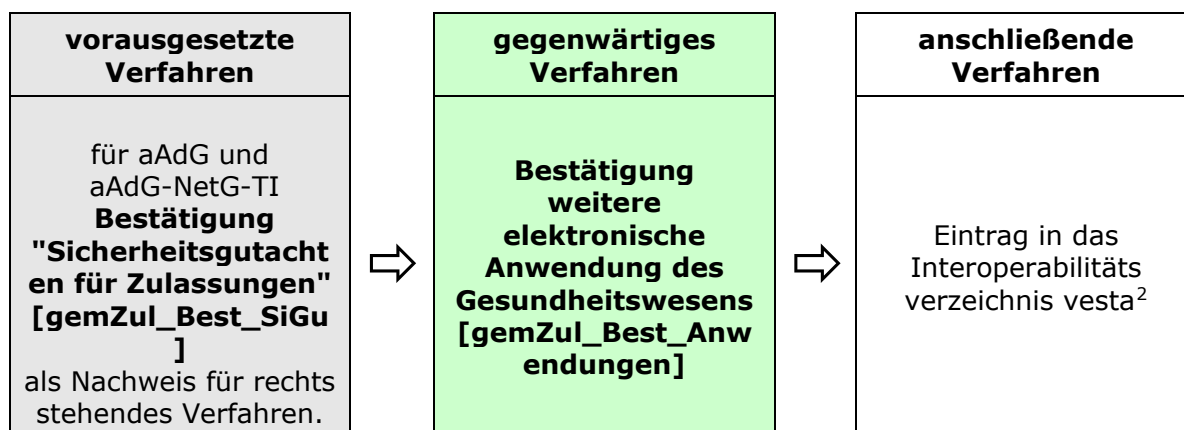 vorausgesetzte
Verfahren
für aAdG und
aAdG-NetG-TI
Bestätigung
"Sicherheitsgutacht
en für Zulassungen"
[gemZul_Best_SiGu
]
als Nachweis für rechts
stehendes Verfahren.
gegenwärtiges
Verfahren
Bestätigung
weitere
elektronische
Anwendung des
Gesundheitswesens
[gemZul_Best_Anw
endungen]
anschließende
Verfahren
Eintrag in das
Interoperabilitäts
verzeichnis vesta²